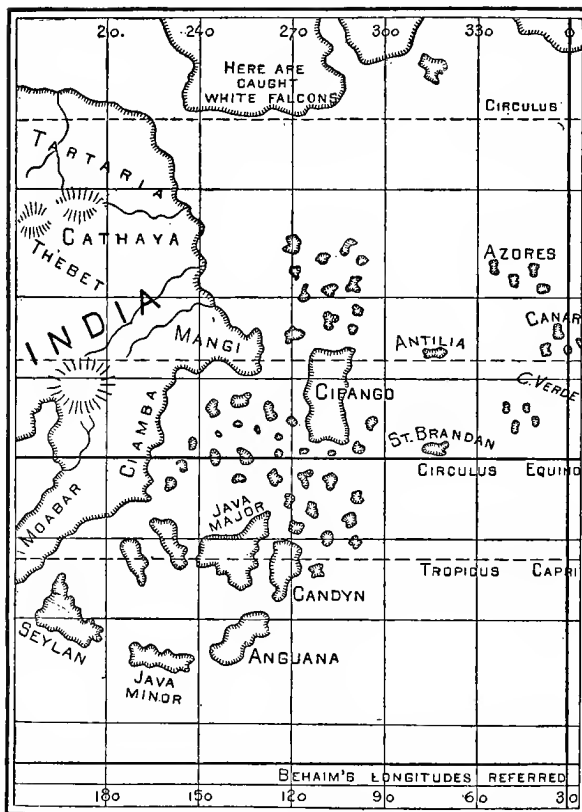 210. 240 270 300 330 0
HERE ARE
CAUGHT
WHITE FALCONS
CIRCULUS
TARTARIA
CATHAYA
THEBET
AZORES
INDIA
CANAR
MANGI
ANTILIA
CIPANGO
C. VERDE
CIAMBA
ST. BRANDAN
CIRCULUS EQUINO
MOABAR
JAVA
MAJOR
TROPICUS CAPRI
CANDYN
SEYLAN
ANGUANA
JAVA
MINOR
BEHAIM'S LONGITUDES REFERRED
180 150 120 90 60 30